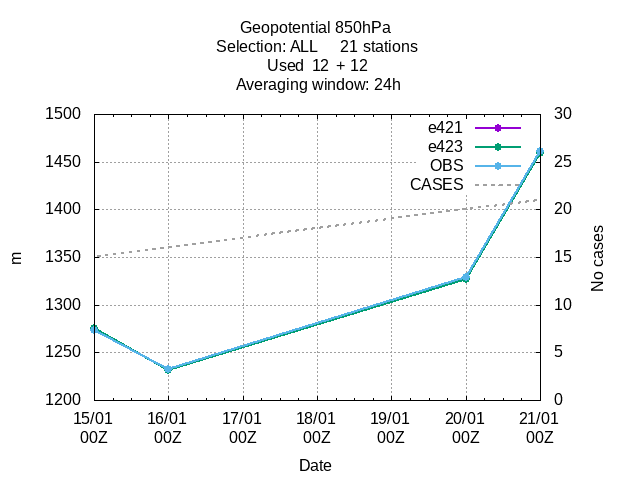 Geopotential 850hPa
Selection: ALL 21 stations
Used 12 + 12
Averaging window: 24h
1500
1450
1400
1350
1300
1250
1200
m
30
25
20
15
10
5
0
No cases
e421
e423
OBS
CASES
15/01 16/01 17/01 18/01 19/01 20/01 21/01
00Z 00Z 00Z 00Z 00Z 00Z 00Z
Date